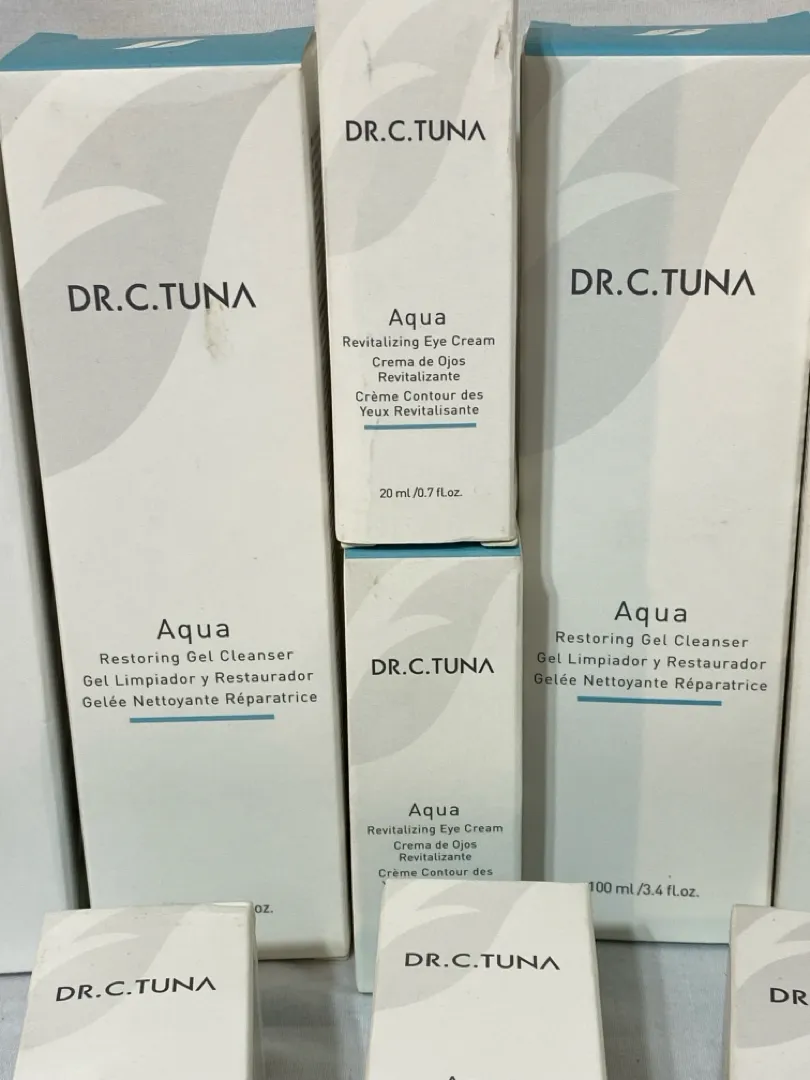 DR.C.TUNA
Aqua
Restoring Gel Cleanser
Gel Limpiador y Restaurador
Gelée Nettoyante Réparatrice
oz.
DR.C.TUNA
Aqua
Revitalizing Eye Cream
Crema de Ojos
Revitalizante
Crème Contour des
Yeux Revitalisante
20 ml /0.7 fl.oz.
DR.C.TUNA
Aqua
Revitalizing Eye Cream
Crema de Ojos
Revitalizante
Crème Contour des
DR.C.TUNA
Aqua
Restoring Gel Cleanser
Gel Limpiador y Restaurador
Gelée Nettoyante Réparatrice
100 ml /3.4 fl.oz.
DR.C.TUNA
DR.C.TUNA
DR